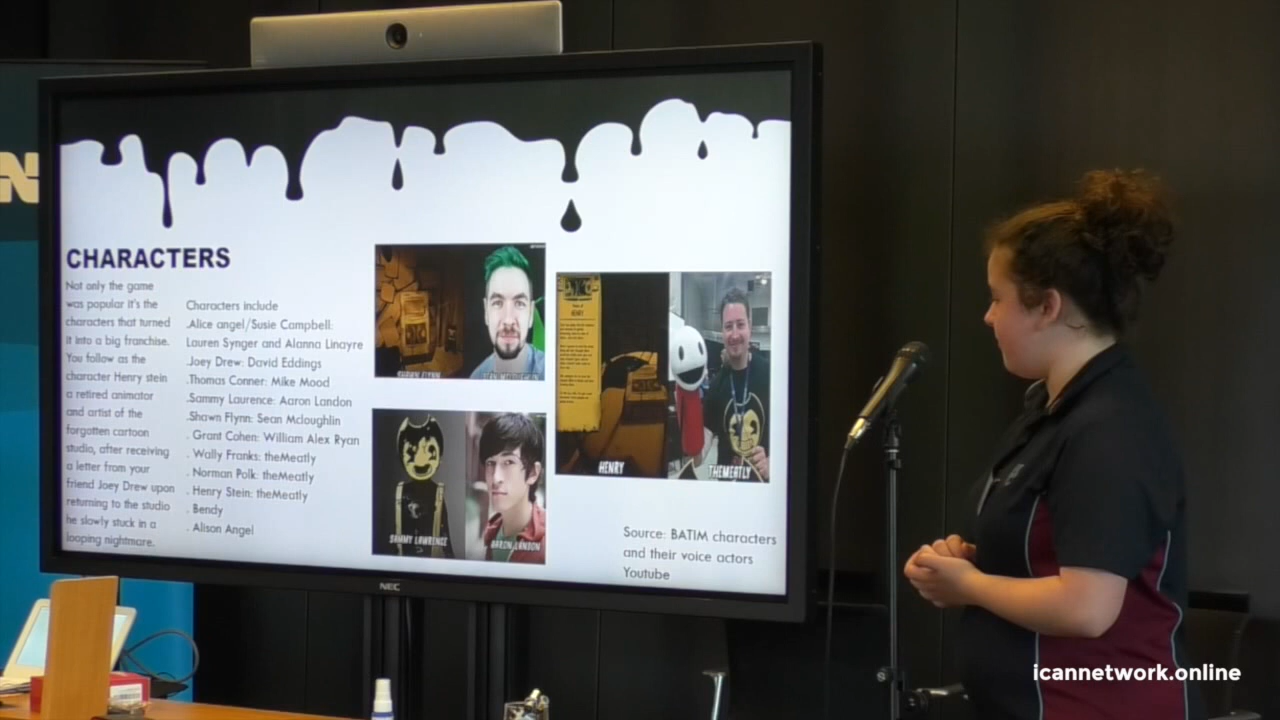 N
CHARACTERS
Not only the game
was popular it's the
characters that turned
it into a big franchise.
You follow as the
character Henry stein
a retired animator
and artist of the
forgotten cartoon
studio, after receiving
a letter from your
friend Joey Drew upon
returning to the studio
he slowly stuck in a
looping nightmare.
Characters include
.Alice angel/Susie Campbell:
Lauren Synger and Alanna Linayre
.Joey Drew: David Eddings
.Thomas Conner: Mike Mood
.Sammy Laurence: Aaron Landon
.Shawn Flynn: Sean Mcloughlin
. Grant Cohen: William Alex Ryan
. Wally Franks: theMeatly
. Norman Polk: theMeatly
. Henry Stein: theMeatly
. Bendy
. Alison Angel
SHAWN FLYNN
SAMMY LAWRENCE
AARON LANDON
HENRY
HENRY
THEMEATLY
Source: BATIM characters
and their voice actors
Youtube
NEC
icannetwork.online